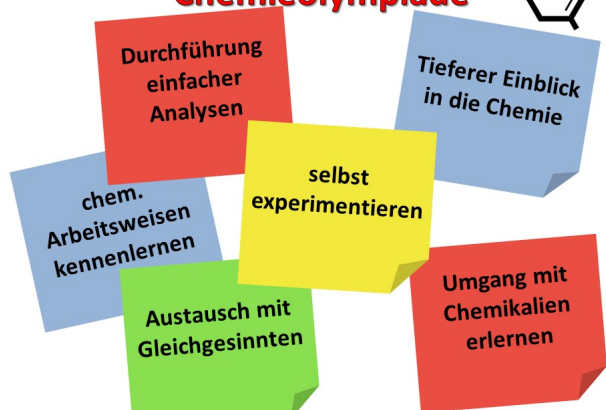 Chemieolympiade
Durchführung
einfacher
Analysen
Tieferer Einblick
in die Chemie
chem.
Arbeitsweisen
kennenlernen
selbst
experimentieren
Austausch mit
Gleichgesinnten
Umgang mit
Chemikalien
erlernen